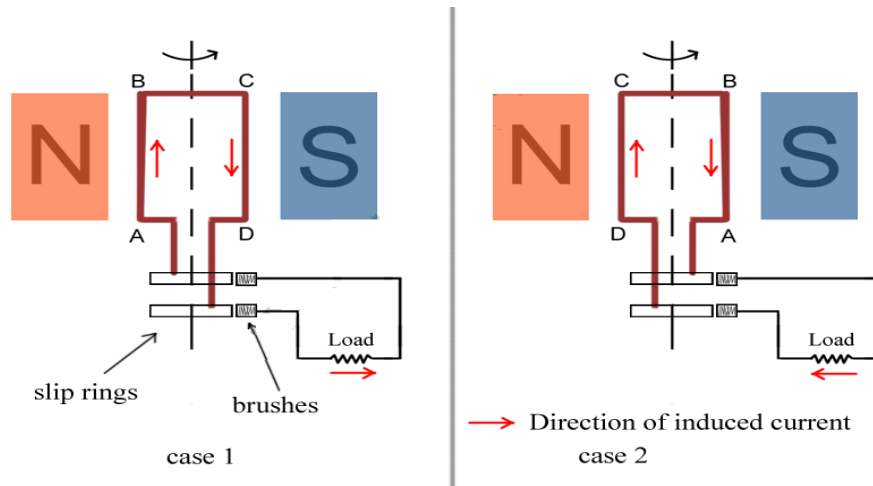 B C
N S
A D
Load
slip rings
brushes
case 1
C B
N S
D A
Load
Direction of induced current
case 2